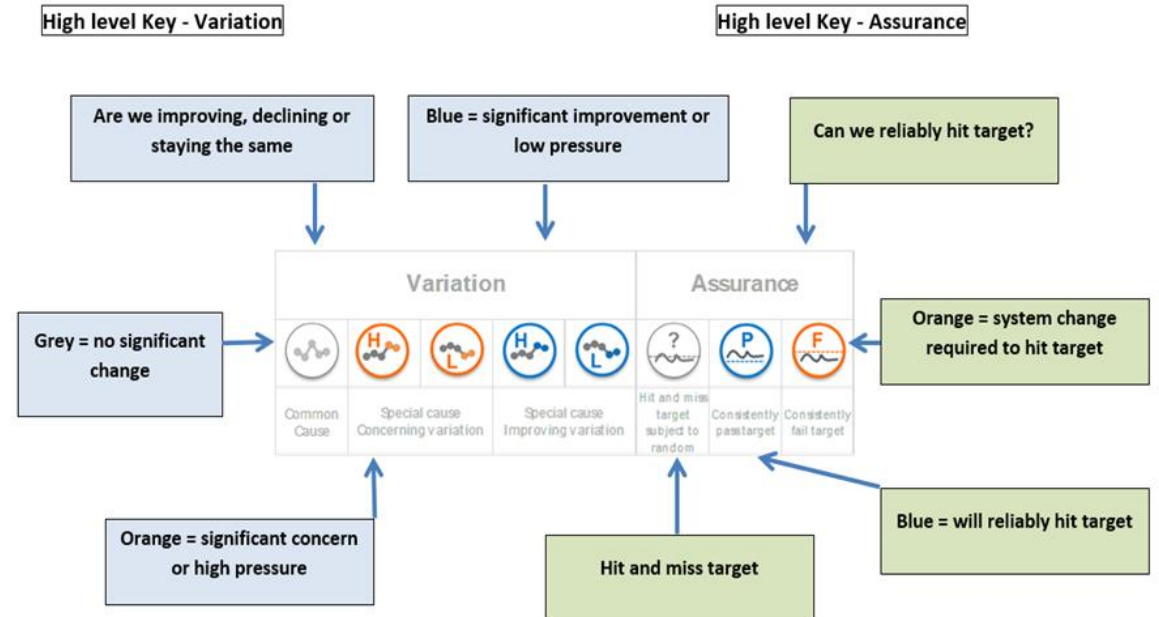 High level Key - Variation
High level Key - Assurance
Are we improving, declining or
staying the same
Blue = significant improvement or
low pressure
Can we reliably hit target?
Variation
Assurance
Grey = no significant
change
H
L
H
L
?
P
F
Orange = system change
required to hit target
Common
Cause
Special cause
Concerning variation
Special cause
Improving variation
Hit and miss
target
subject to
random
Consistently
pass target
Consistently
fail target
Orange = significant concern
or high pressure
Hit and miss target
Blue = will reliably hit target